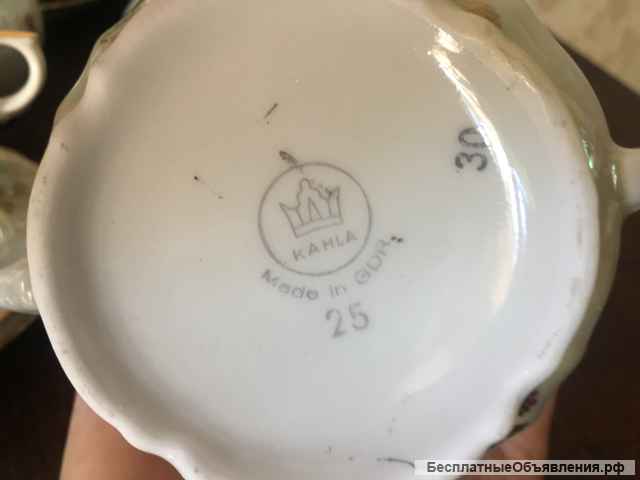 30
KAHLA
Made in GDR
25
БесплатныеОбъявления.рф